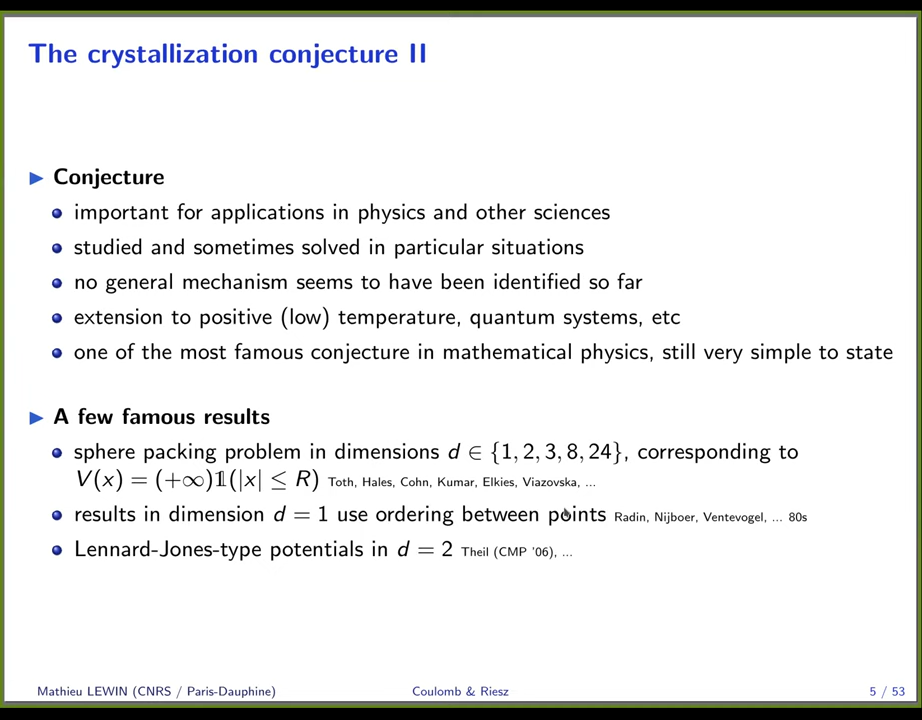 The crystallization conjecture II
▶ Conjecture
• important for applications in physics and other sciences
• studied and sometimes solved in particular situations
• no general mechanism seems to have been identified so far
• extension to positive (low) temperature, quantum systems, etc
• one of the most famous conjecture in mathematical physics, still very simple to state
▶ A few famous results
• sphere packing problem in dimensions d ∈ {1, 2, 3, 8, 24}, corresponding to
V(x) = (+∞)𝟙(|x| ≤ R) Toth, Hales, Cohn, Kumar, Elkies, Viazovska, ...
• results in dimension d = 1 use ordering between points Radin, Nijboer, Ventevogel, ... 80s
• Lennard-Jones-type potentials in d = 2 Theil (CMP '06), ...
Mathieu LEWIN (CNRS / Paris-Dauphine) Coulomb & Riesz 5 / 53